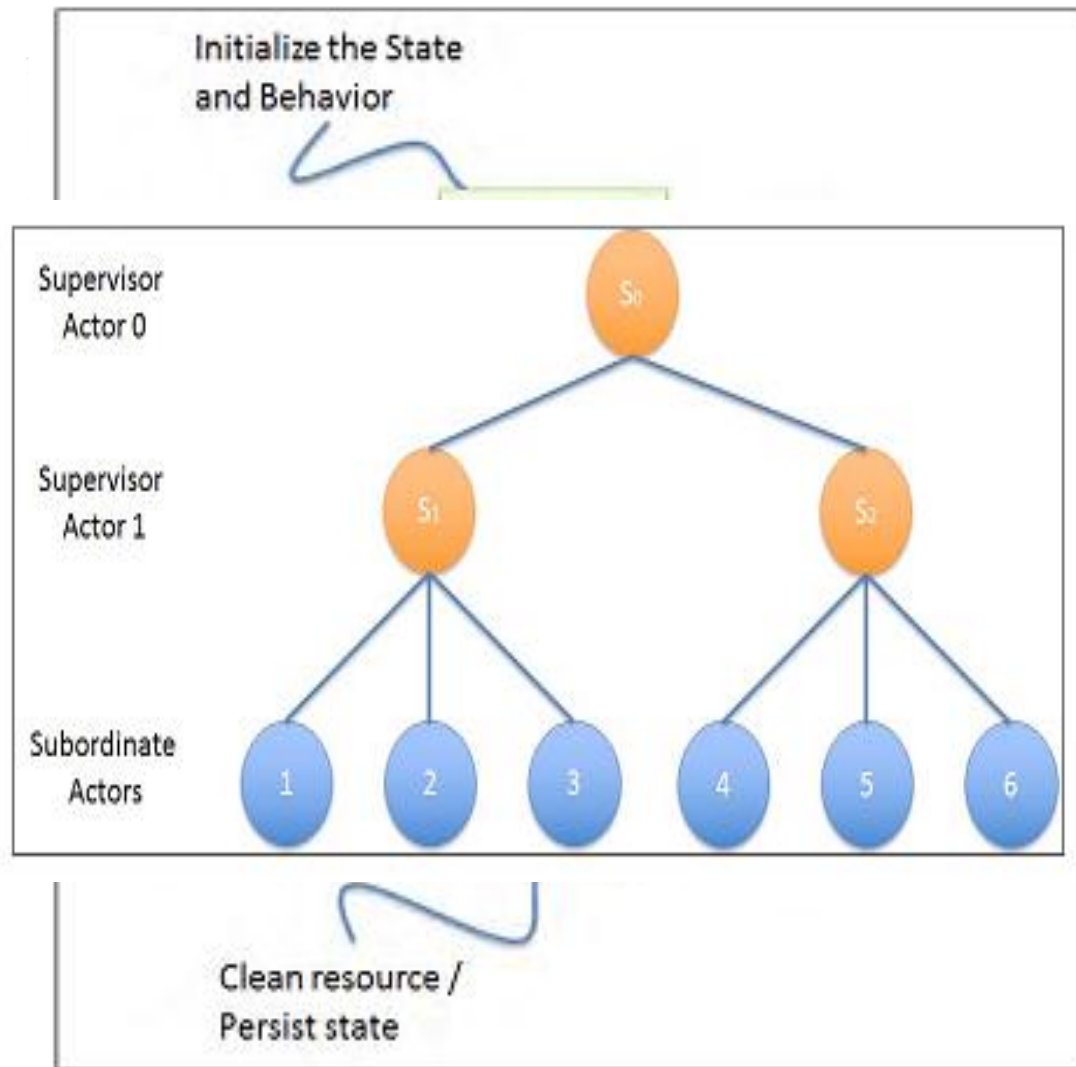 Initialize the State
and Behavior
Supervisor
Actor 0
S₀
Supervisor
Actor 1
S₁
S₂
Subordinate
Actors
1
2
3
4
5
6
Clean resource /
Persist state